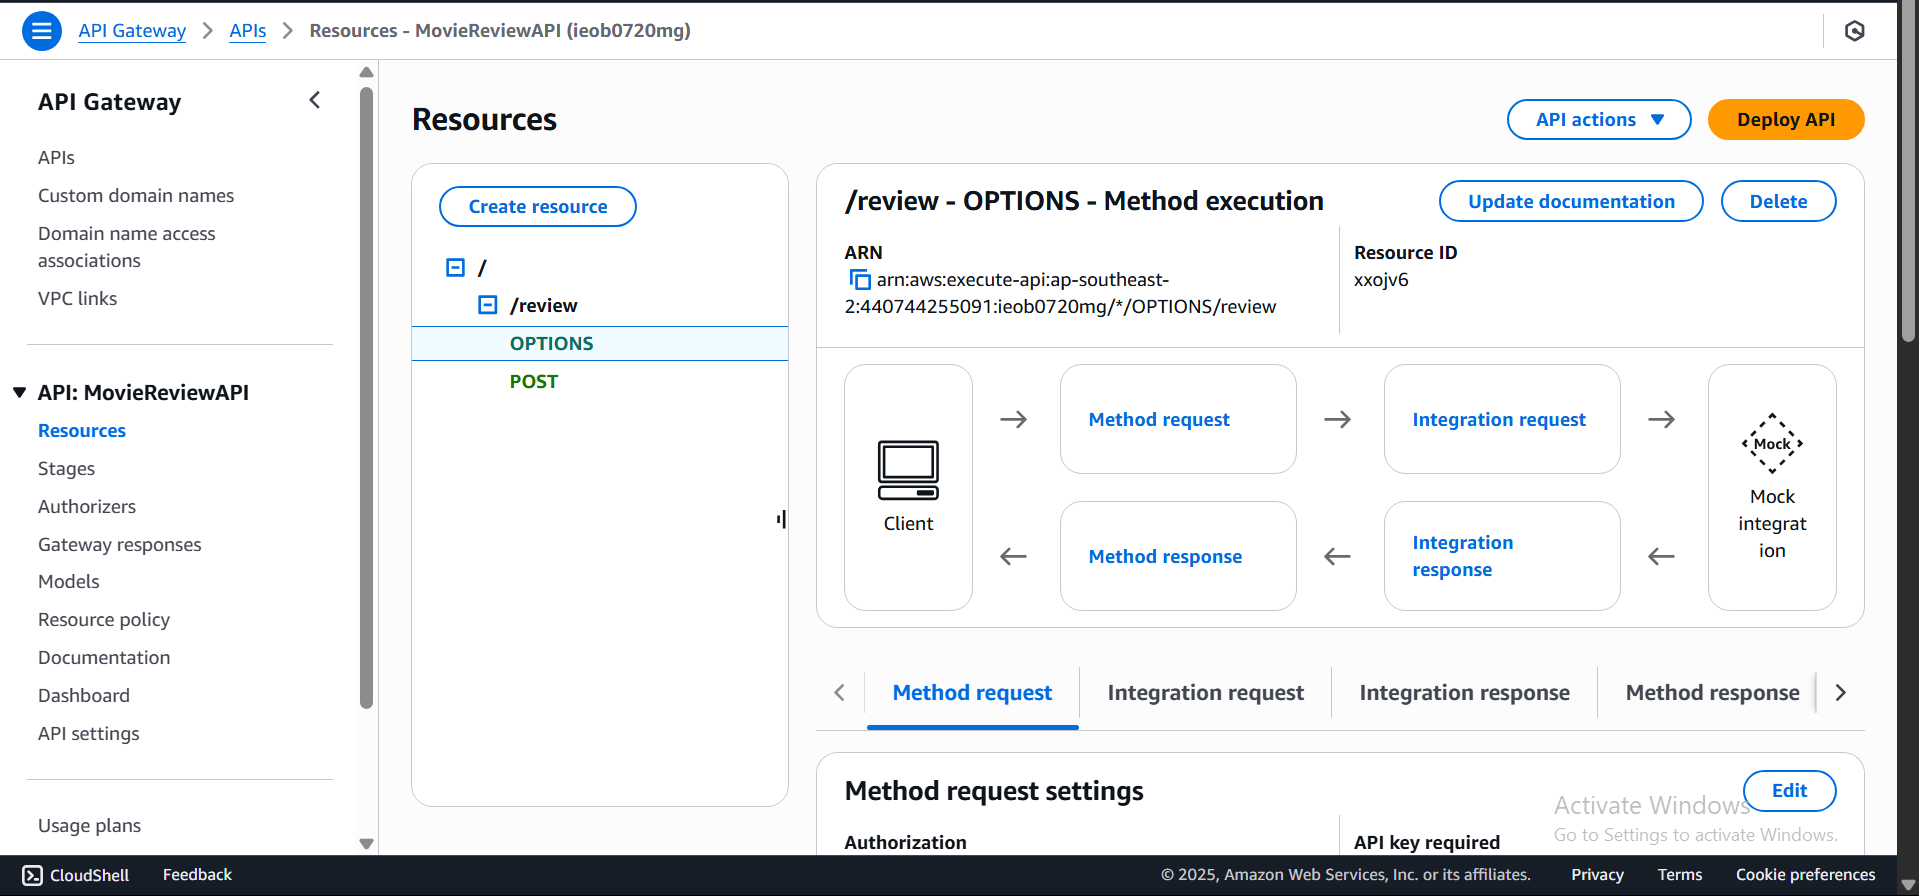 API Gateway > APIs > Resources - MovieReviewAPI (ieob0720mg)
API Gateway
APIs
Custom domain names
Domain name access
associations
VPC links
API: MovieReviewAPI
Resources
Stages
Authorizers
Gateway responses
Models
Resource policy
Documentation
Dashboard
API settings
Usage plans
Resources
API actions
Deploy API
Create resource
/
/review
OPTIONS
POST
/review - OPTIONS - Method execution
Update documentation
Delete
ARN
arn:aws:execute-api:ap-southeast-
2:440744255091:ieob0720mg/*/OPTIONS/review
Resource ID
xxojv6
Client
Method request
Integration request
Mock
Mock
integrat
ion
Method response
Integration
response
Method request
Integration request
Integration response
Method response
Method request settings
Edit
Authorization
API key required
Activate Windows
Go to Settings to activate Windows.
CloudShell
Feedback
© 2025, Amazon Web Services, Inc. or its affiliates.
Privacy
Terms
Cookie preferences